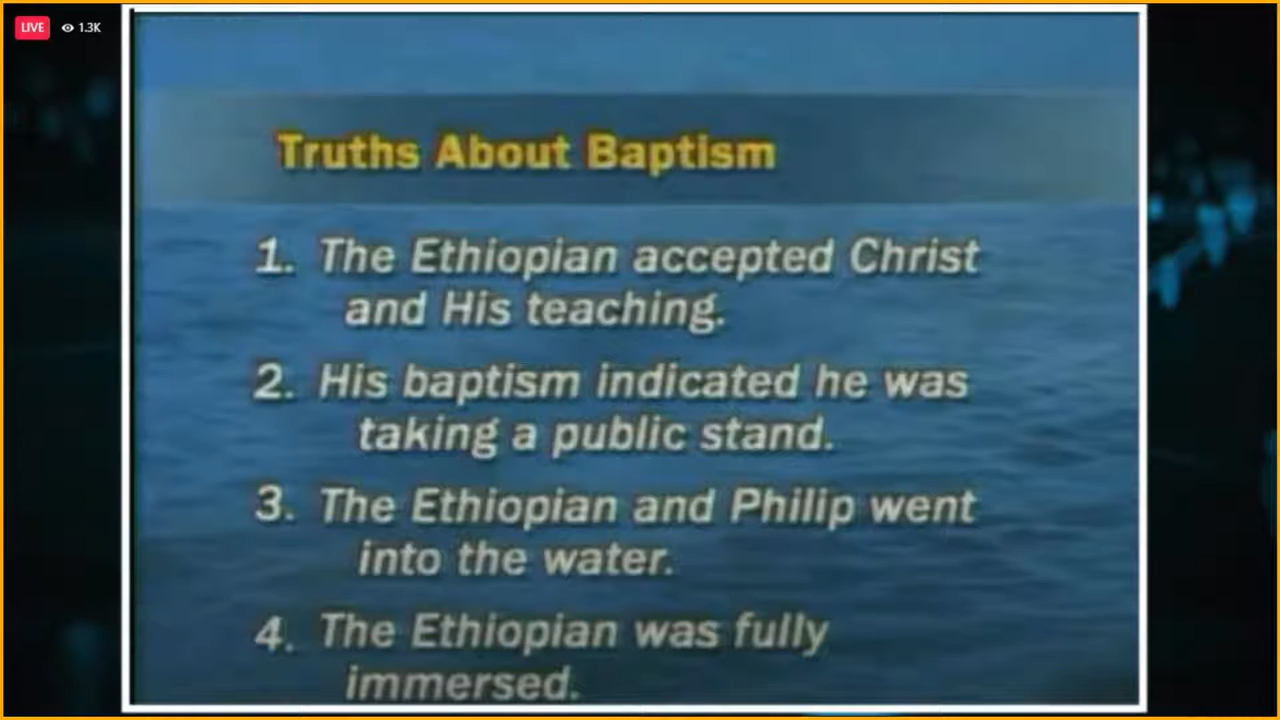 LIVE 1.3K
Truths About Baptism
1. The Ethiopian accepted Christ
and His teaching.
2. His baptism indicated he was
taking a public stand.
3. The Ethiopian and Philip went
into the water.
4. The Ethiopian was fully
immersed.